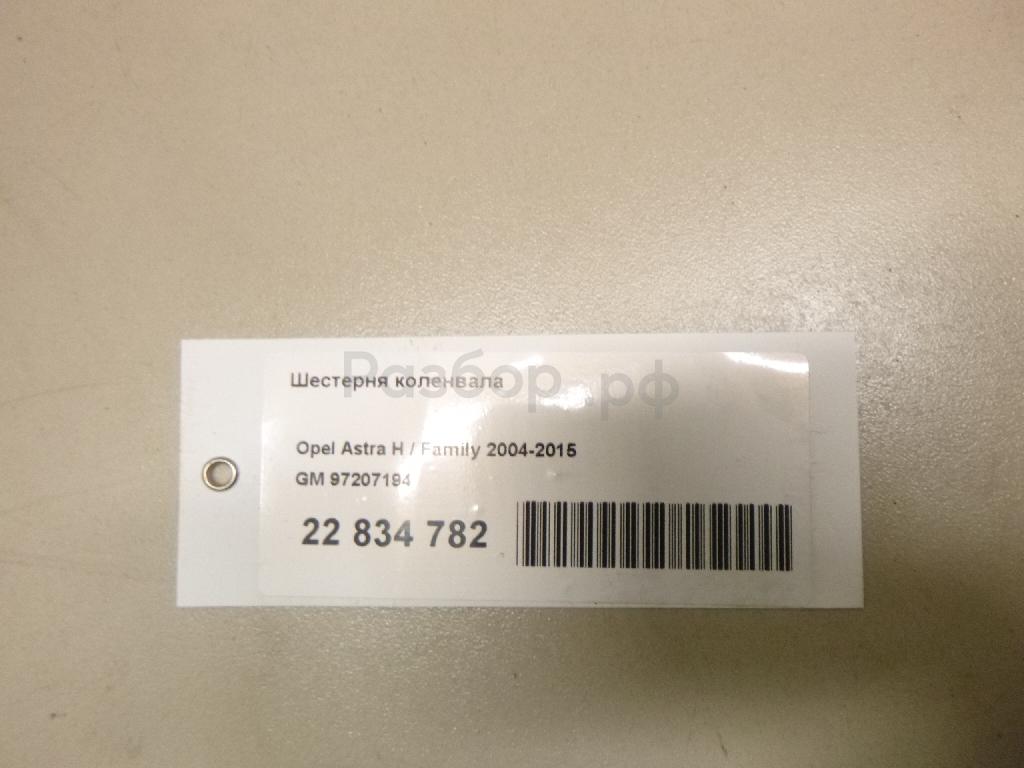 Разбор.рф
Шестерня коленвала
Opel Astra H / Family 2004-2015
GM 97207194
22 834 782